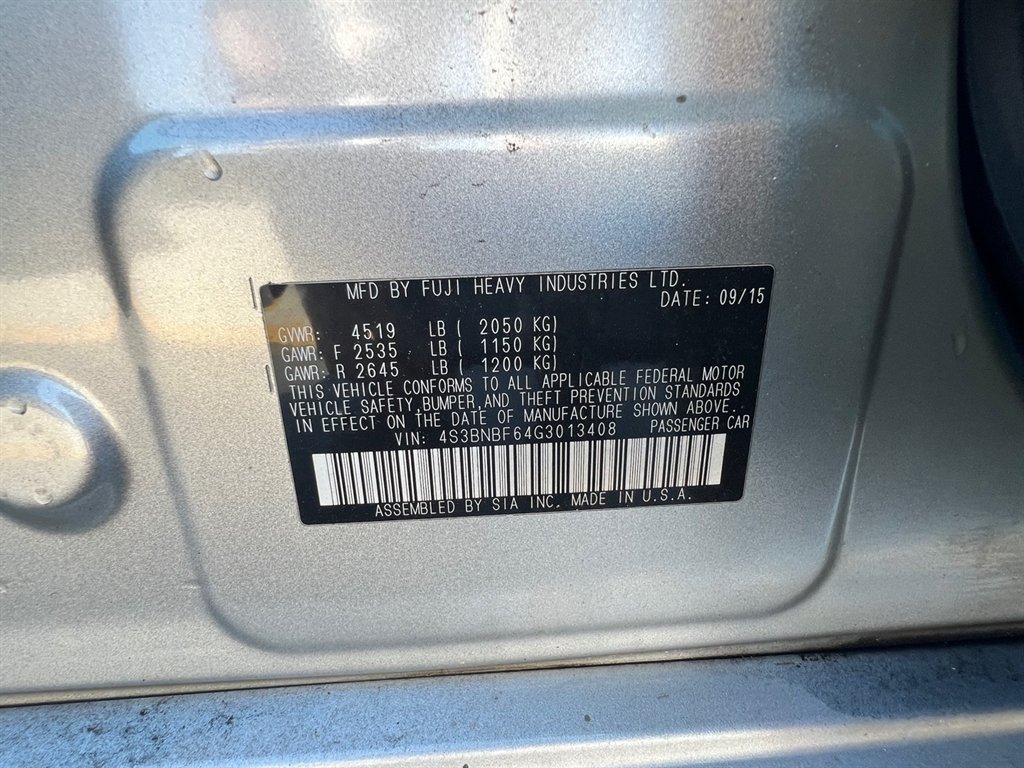 MFD BY FUJI HEAVY INDUSTRIES LTD.
DATE: 09/15
GVWR: 4519 LB ( 2050 KG)
GAWR: F 2535 LB ( 1150 KG)
GAWR: R 2645 LB ( 1200 KG)
THIS VEHICLE CONFORMS TO ALL APPLICABLE FEDERAL MOTOR
VEHICLE SAFETY,BUMPER,AND THEFT PREVENTION STANDARDS
IN EFFECT ON THE DATE OF MANUFACTURE SHOWN ABOVE.
VIN: 4S3BNBF64G3013408 PASSENGER CAR
ASSEMBLED BY SIA INC. MADE IN U.S.A.